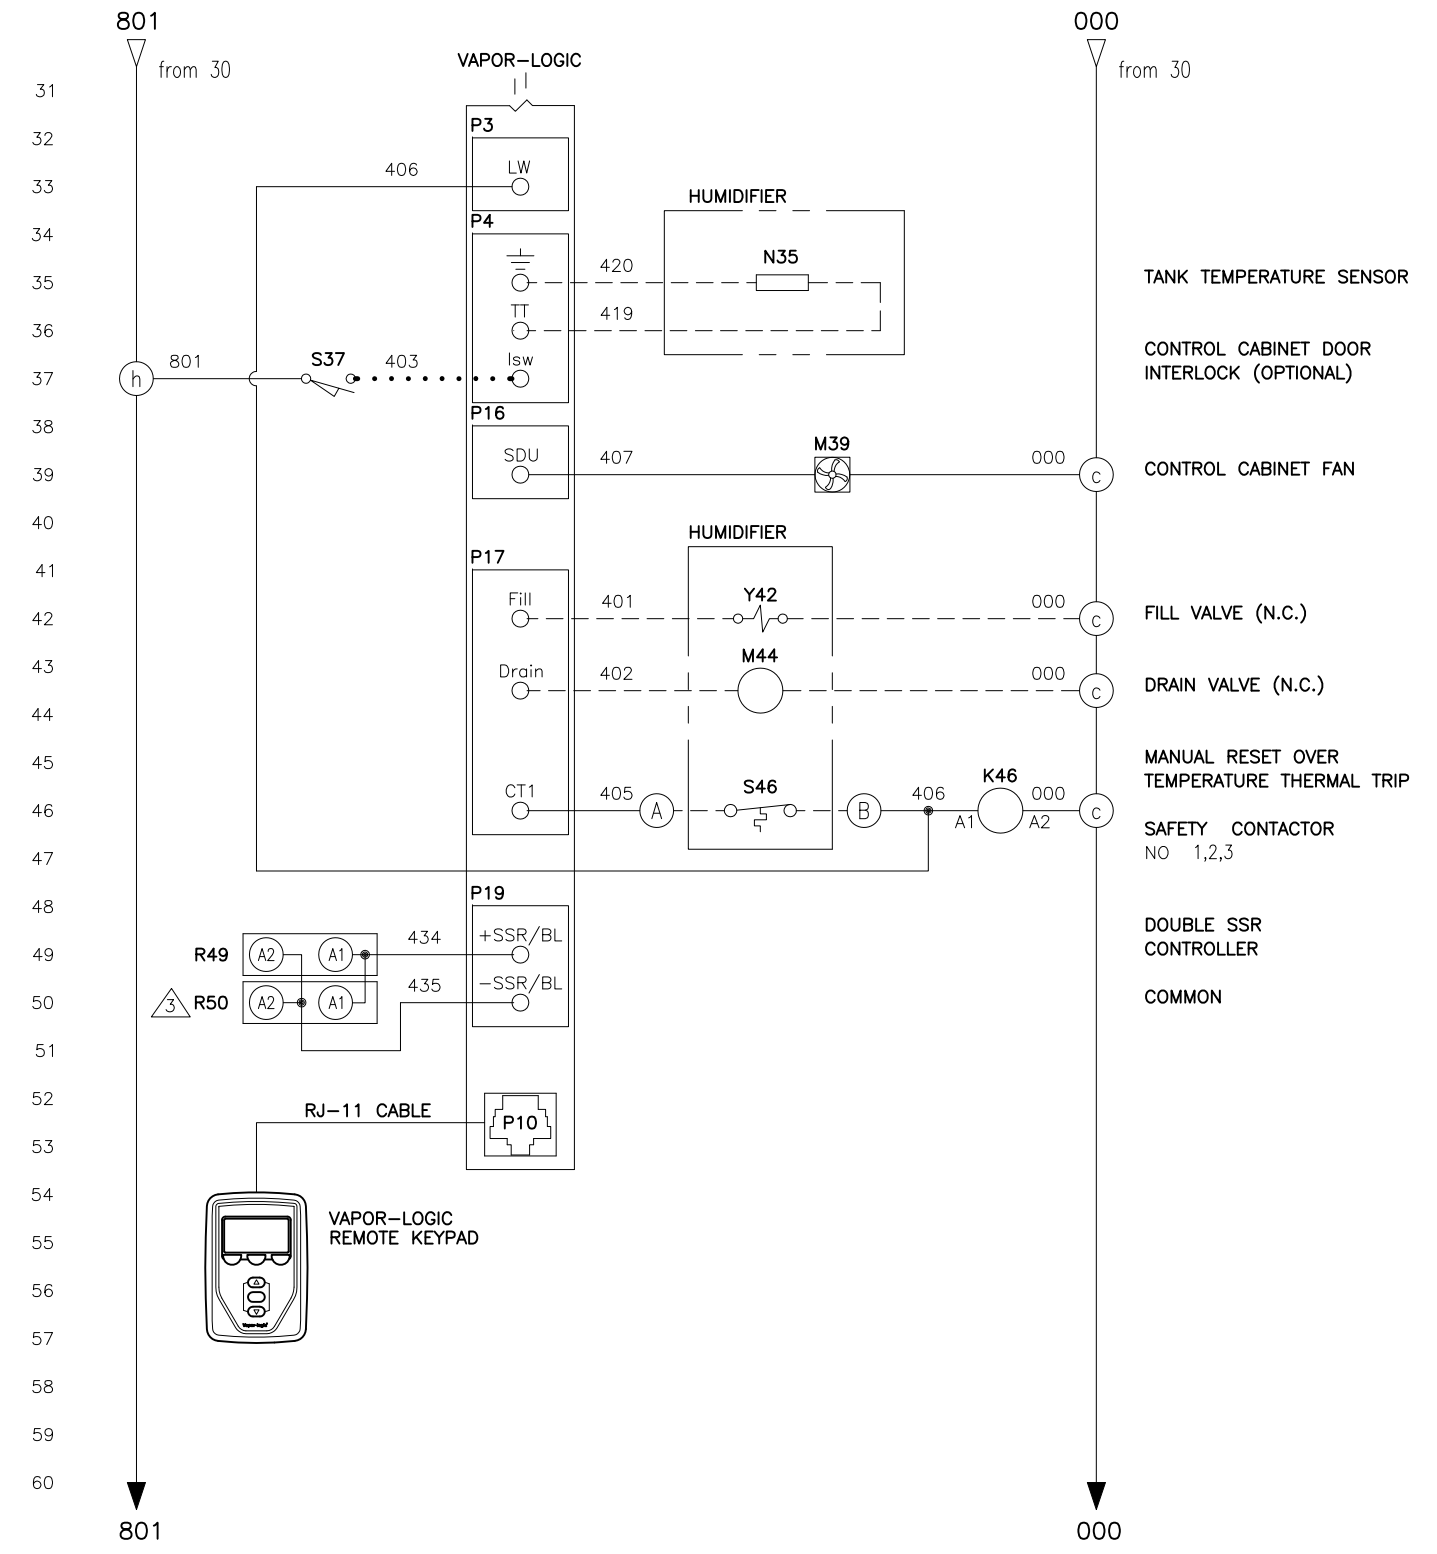 801
000
from 30
from 30
VAPOR-LOGIC
31
P3
32
LW
406
33
HUMIDIFIER
P4
34
N35
420
35
TANK TEMPERATURE SENSOR
TT
419
36
CONTROL CABINET DOOR
INTERLOCK (OPTIONAL)
801
S37
403
Isw
h
37
P16
38
M39
SDU
407
000
39
c
CONTROL CABINET FAN
40
HUMIDIFIER
P17
41
Fill
401
Y42
000
42
c
FILL VALVE (N.C.)
M44
43
Drain
402
000
c
DRAIN VALVE (N.C.)
44
45
MANUAL RESET OVER
TEMPERATURE THERMAL TRIP
K46
CT1
405
S46
406
000
46
A
B
A1
A2
c
SAFETY CONTACTOR
NO 1,2,3
47
P19
48
DOUBLE SSR
CONTROLLER
434
+SSR/BL
49
R49
A2
A1
435
-SSR/BL
50
3
R50
A2
A1
COMMON
51
52
RJ-11 CABLE
P10
53
54
VAPOR-LOGIC
REMOTE KEYPAD
55
56
Vapor-logic
57
58
59
60
801
000